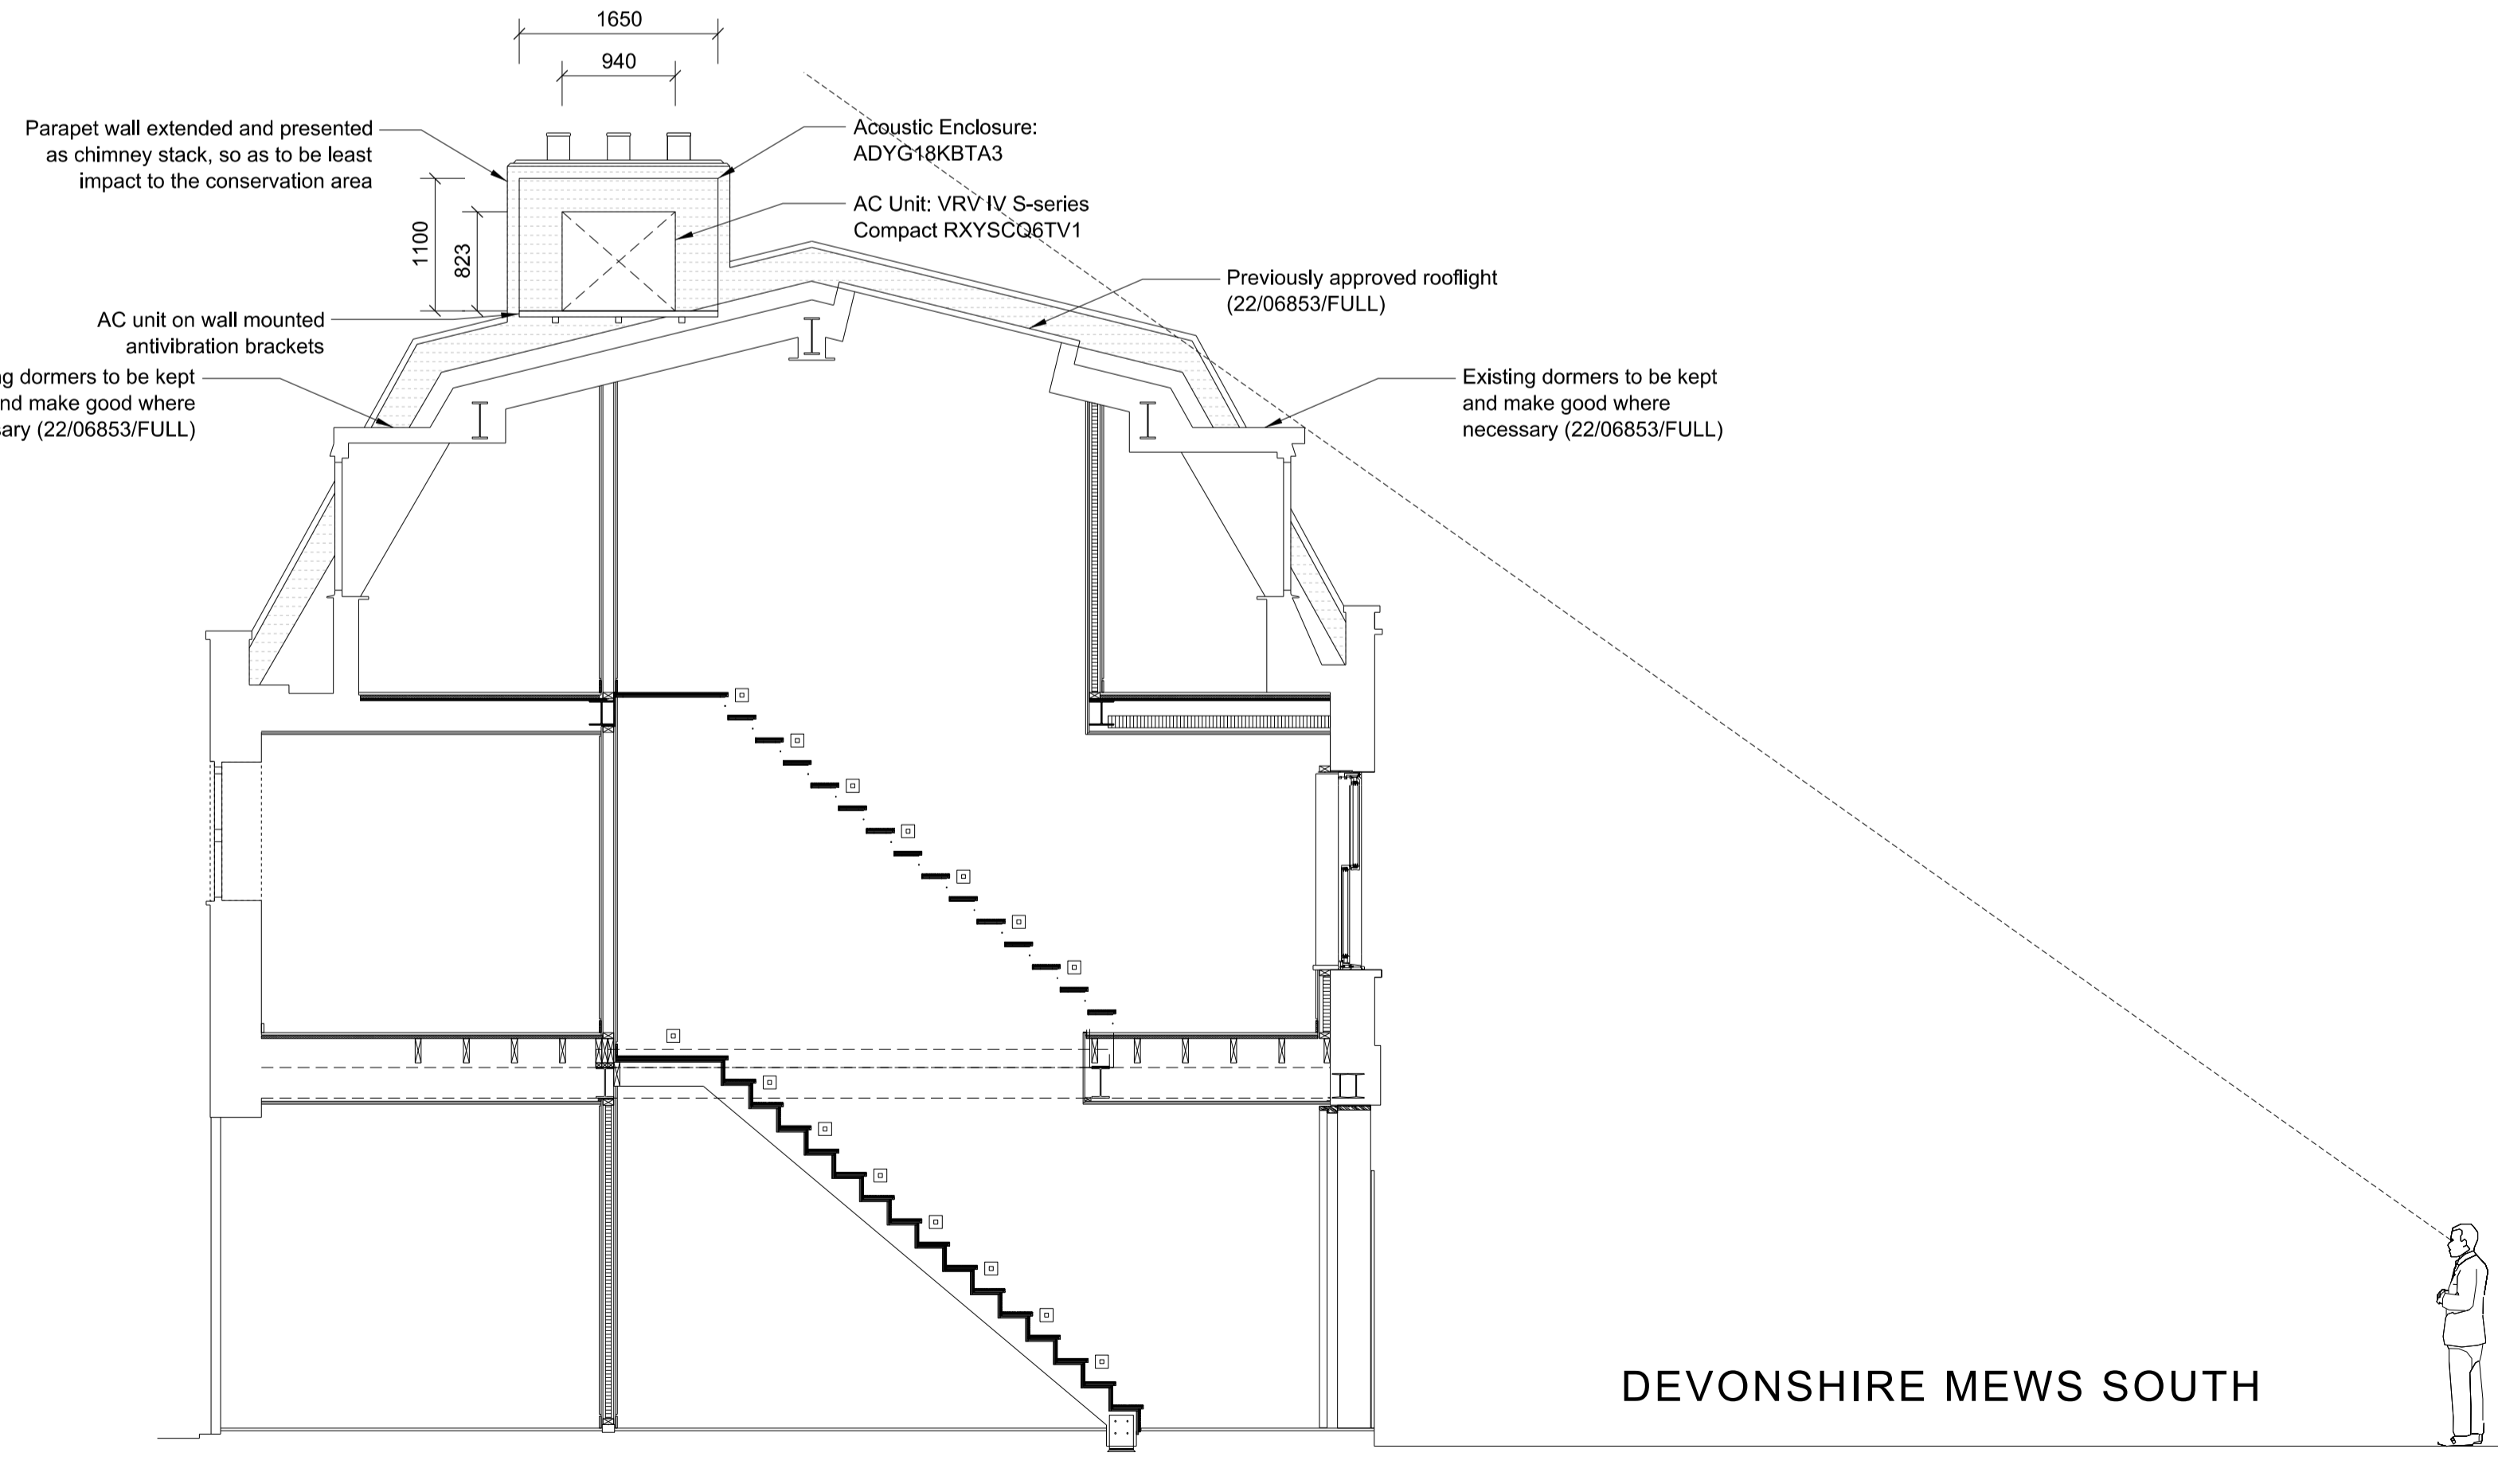 1650
940
Parapet wall extended and presented
as chimney stack, so as to be least
impact to the conservation area
Acoustic Enclosure:
ADYG18KBTA3
AC Unit: VRV IV S-series
Compact RXYSCQ6TV1
1100
823
Previously approved rooflight
(22/06853/FULL)
AC unit on wall mounted
antivibration brackets
dormers to be kept
make good where
(22/06853/FULL)
Existing dormers to be kept
and make good where
necessary (22/06853/FULL)
DEVONSHIRE MEWS SOUTH